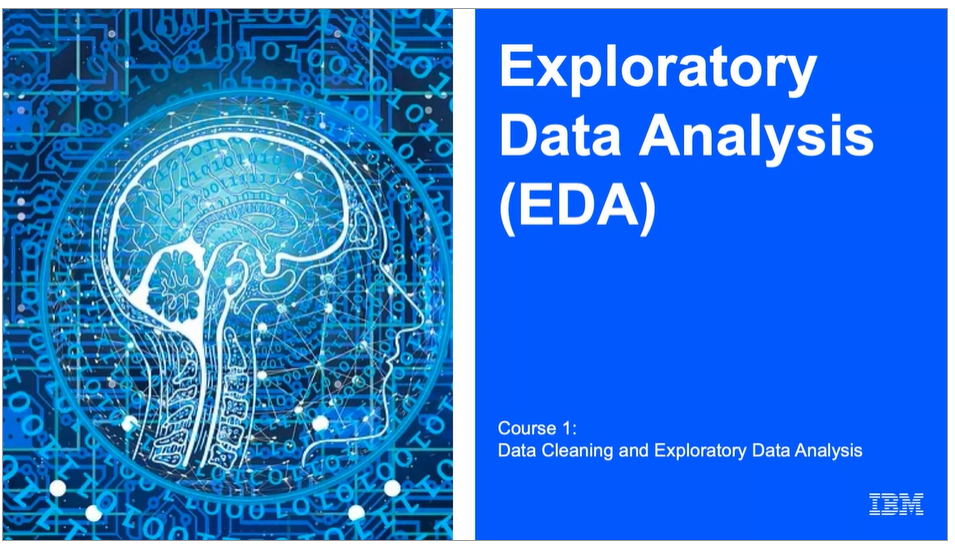 Exploratory
Data Analysis
(EDA)
Course 1:
Data Cleaning and Exploratory Data Analysis
IBM